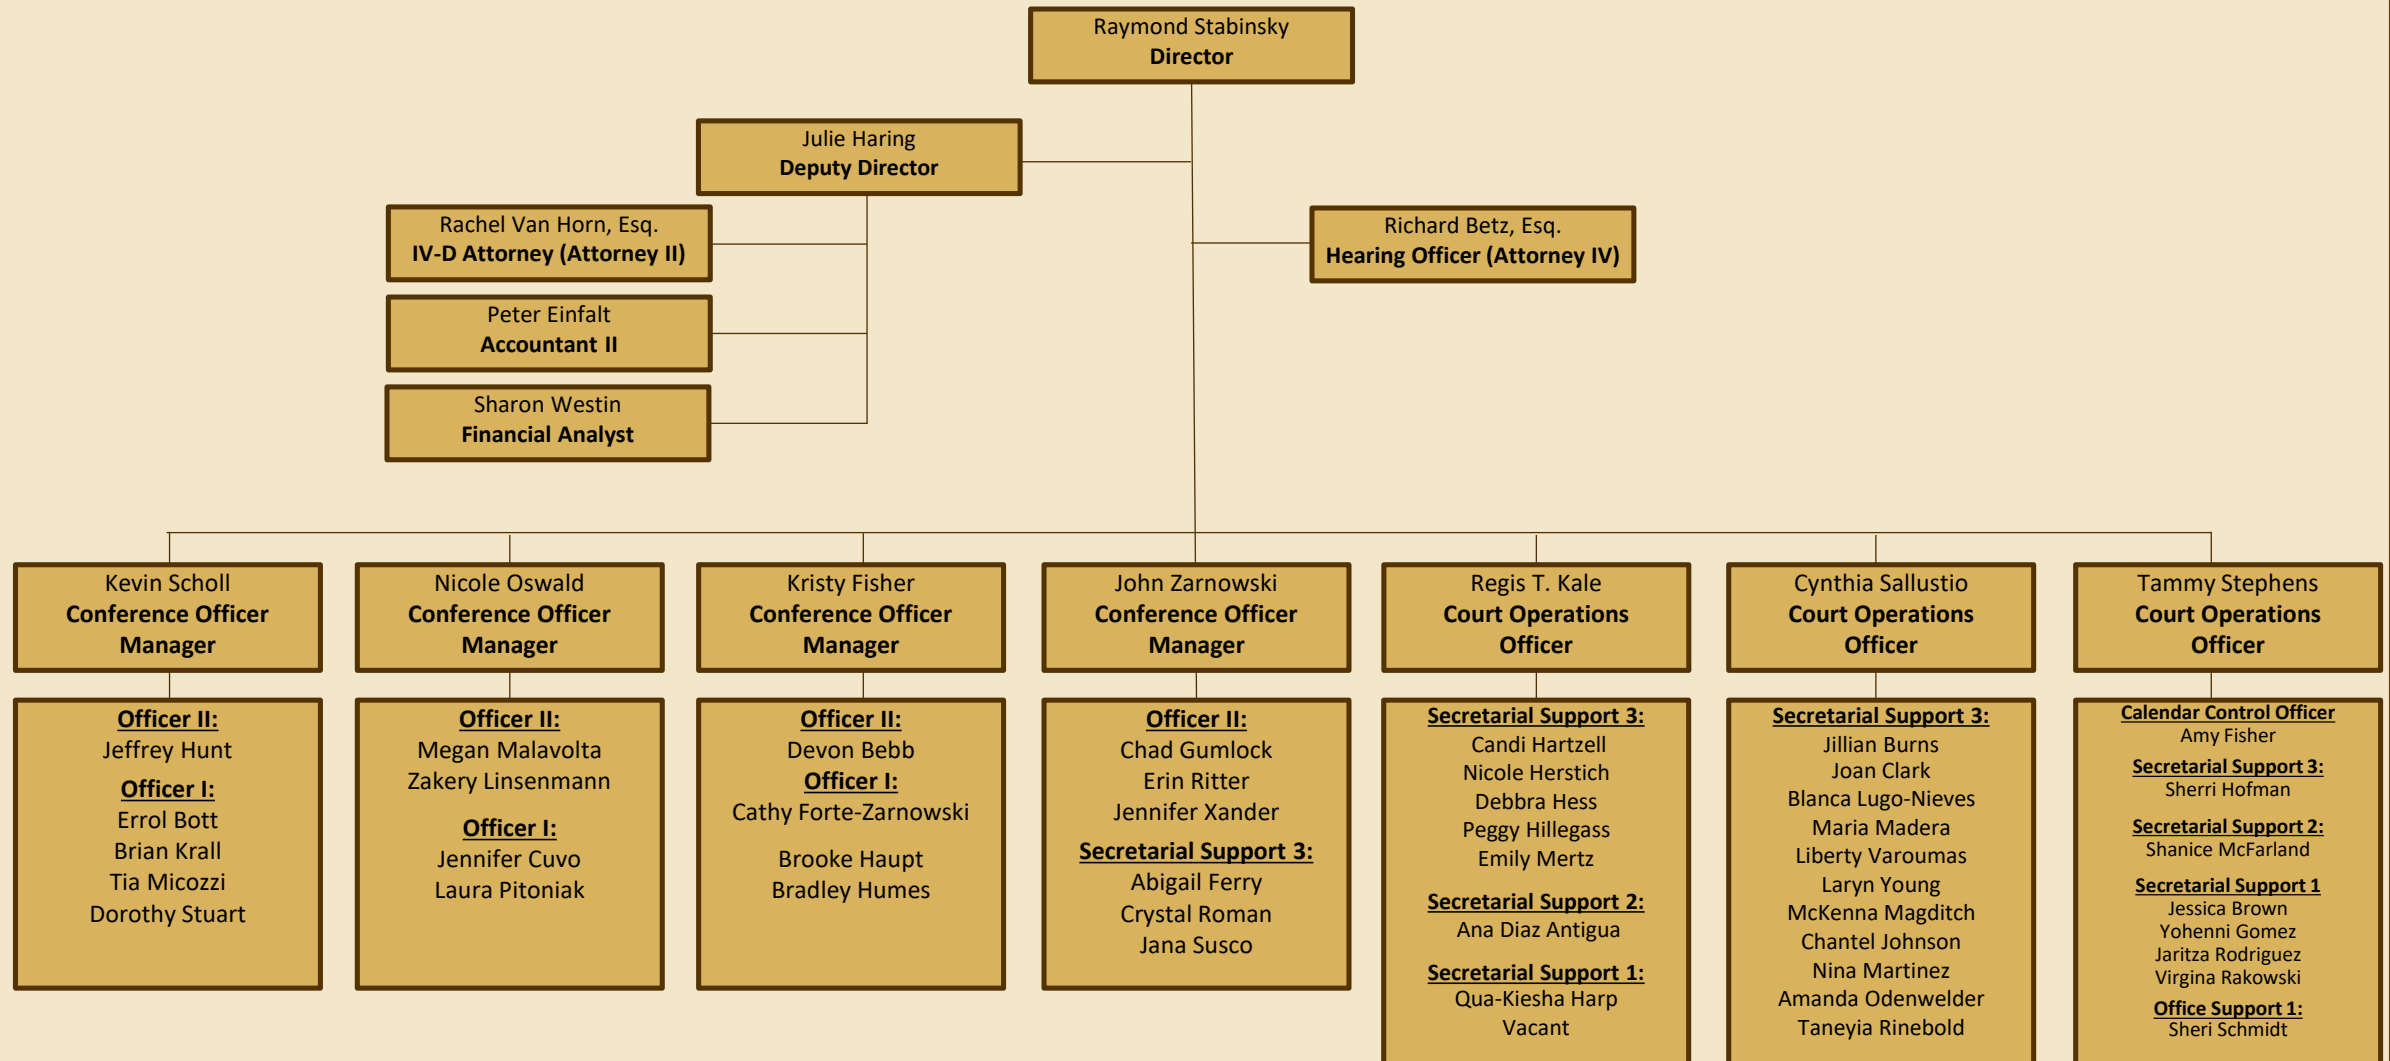 Raymond Stabinsky
Director
Julie Haring
Deputy Director
Rachel Van Horn, Esq.
IV-D Attorney (Attorney II)
Richard Betz, Esq.
Hearing Officer (Attorney IV)
Peter Einfalt
Accountant II
Sharon Westin
Financial Analyst
Kevin Scholl
Conference Officer
Manager
Nicole Oswald
Conference Officer
Manager
Kristy Fisher
Conference Officer
Manager
John Zarnowski
Conference Officer
Manager
Regis T. Kale
Court Operations
Officer
Cynthia Sallustio
Court Operations
Officer
Tammy Stephens
Court Operations
Officer
Officer II:
Jeffrey Hunt
Officer I:
Errol Bott
Brian Krall
Tia Micozzi
Dorothy Stuart
Officer II:
Megan Malavolta
Zakery Linsenmann
Officer I:
Jennifer Cuvo
Laura Pitoniak
Officer II:
Devon Bebb
Officer I:
Cathy Forte-Zarnowski
Brooke Haupt
Bradley Humes
Officer II:
Chad Gumlock
Erin Ritter
Jennifer Xander
Secretarial Support 3:
Abigail Ferry
Crystal Roman
Jana Susco
Secretarial Support 3:
Candi Hartzell
Nicole Herstich
Debbra Hess
Peggy Hillegass
Emily Mertz
Secretarial Support 2:
Ana Diaz Antigua
Secretarial Support 1:
Qua-Kiesha Harp
Vacant
Secretarial Support 3:
Jillian Burns
Joan Clark
Blanca Lugo-Nieves
Maria Madera
Liberty Varoumas
Laryn Young
McKenna Magditch
Chantel Johnson
Nina Martinez
Amanda Odenwelder
Taneyia Rinebold
Calendar Control Officer
Amy Fisher
Secretarial Support 3:
Sherri Hofman
Secretarial Support 2:
Shanice McFarland
Secretarial Support 1
Jessica Brown
Yohenni Gomez
Jaritza Rodriguez
Virgina Rakowski
Office Support 1:
Sheri Schmidt